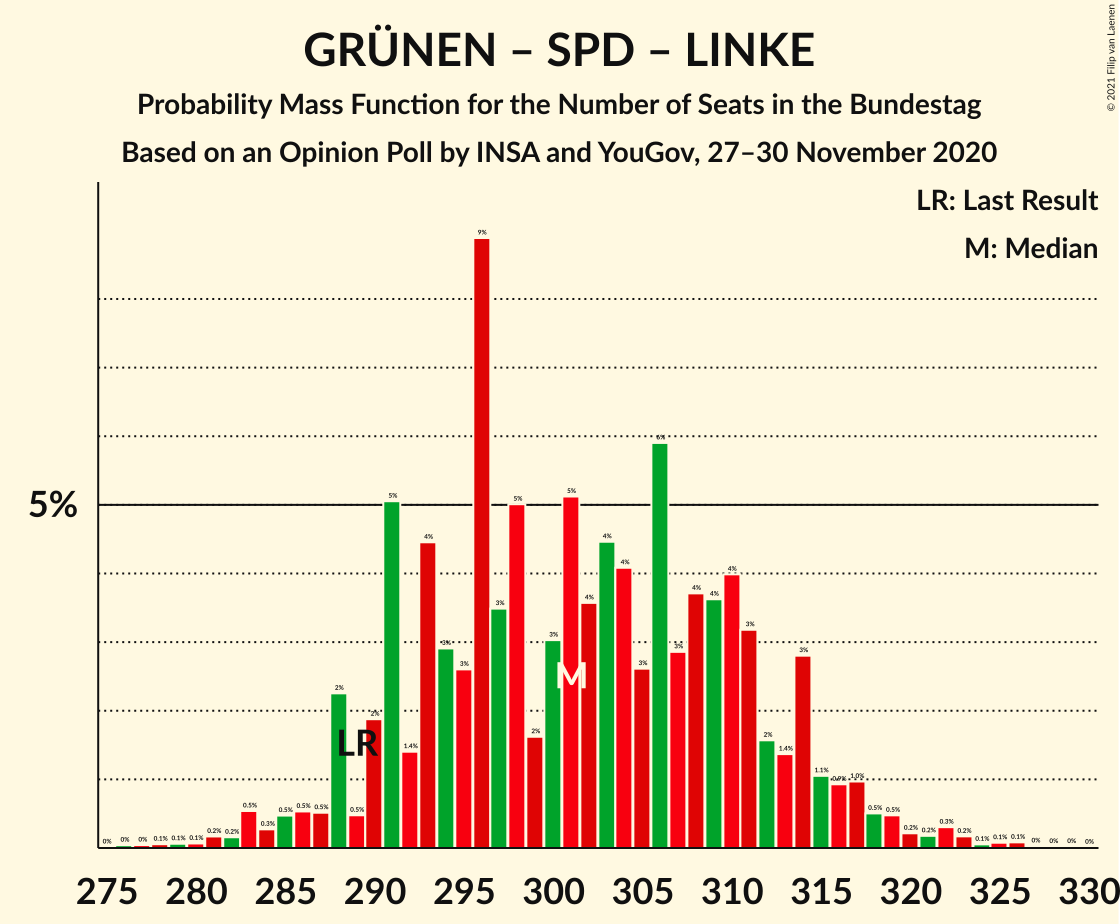 GRÜNEN – SPD – LINKE
Probability Mass Function for the Number of Seats in the Bundestag
Based on an Opinion Poll by INSA and YouGov, 27–30 November 2020
© 2021 Filip van Laenen
LR: Last Result
M: Median
5%
0% 0% 0% 0.1% 0.1% 0.1% 0.2% 0.2% 0.5% 0.3% 0.5% 0.5% 0.5% 2% 0.5% 2% 5% 1.4% 4% 3% 3% 9% 3% 5% 2% 3% 5% 4% 4% 4% 3% 6% 3% 4% 4% 4% 3% 2% 1.4% 3% 1.1% 0.9% 1.0% 0.5% 0.5% 0.2% 0.2% 0.3% 0.2% 0.1% 0.1% 0.1% 0% 0% 0% 0%
LR
M
275 280 285 290 295 300 305 310 315 320 325 330